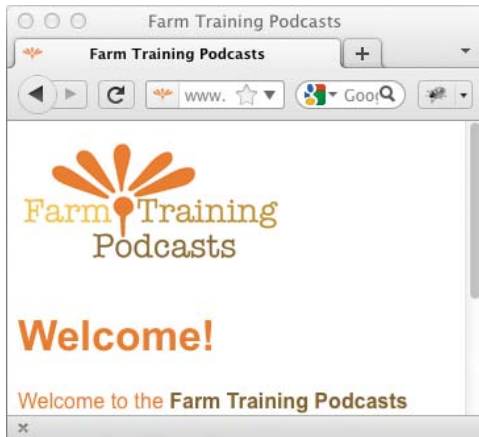 Farm Training Podcasts
Farm Training Podcasts
www.
Goo
Farm Training
Podcasts
Welcome!
Welcome to the Farm Training Podcasts